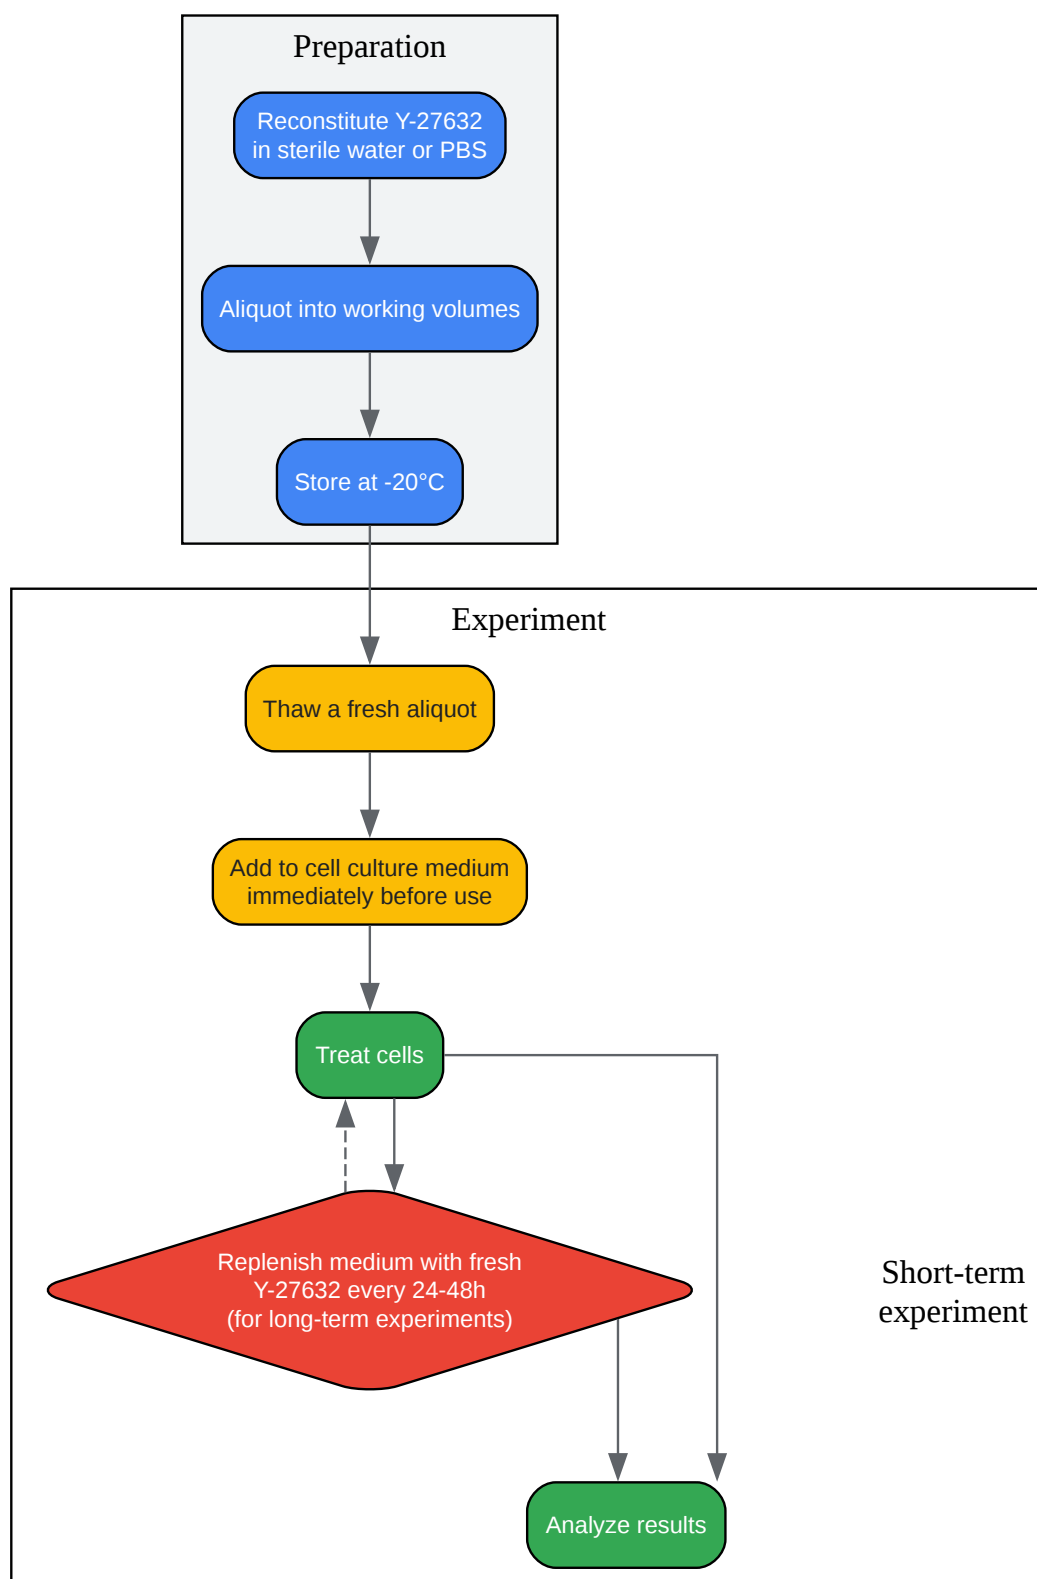 Preparation
Reconstitute Y-27632
in sterile water or PBS
Aliquot into working volumes
Store at -20°C
Experiment
Thaw a fresh aliquot
Add to cell culture medium
immediately before use
Treat cells
Replenish medium with fresh
Y-27632 every 24-48h
(for long-term experiments)
Short-term
experiment
Analyze results